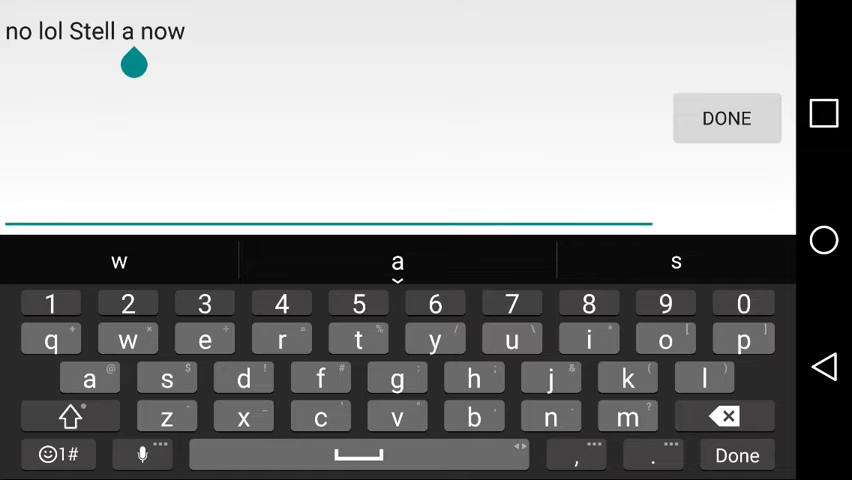 no lol Stell a now
DONE
w a s
1 2 3 4 5 6 7 8 9 0
q + w × e ÷ r = t % y / u \ i * o [ p ]
a @ s $ d ! f # g : h ; j & k ( l )
z - x _ c ' v " b , n . m ?
1# , . Done